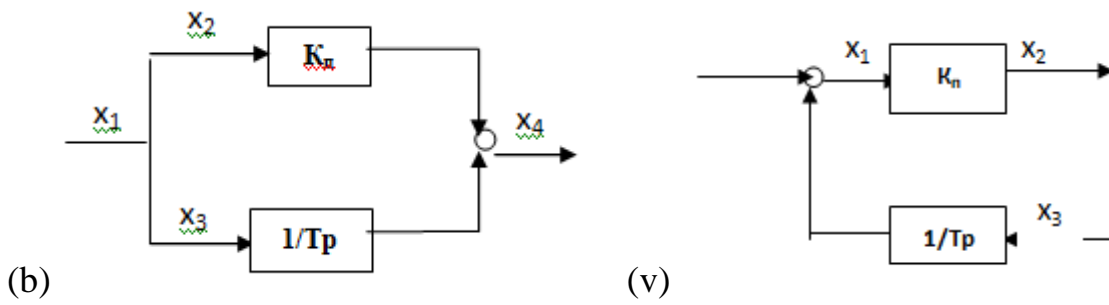 x₂
Kп
x₁
x₄
x₃
1/Tp
(b)
x₁
Kп
x₂
x₃
1/Tp
(v)